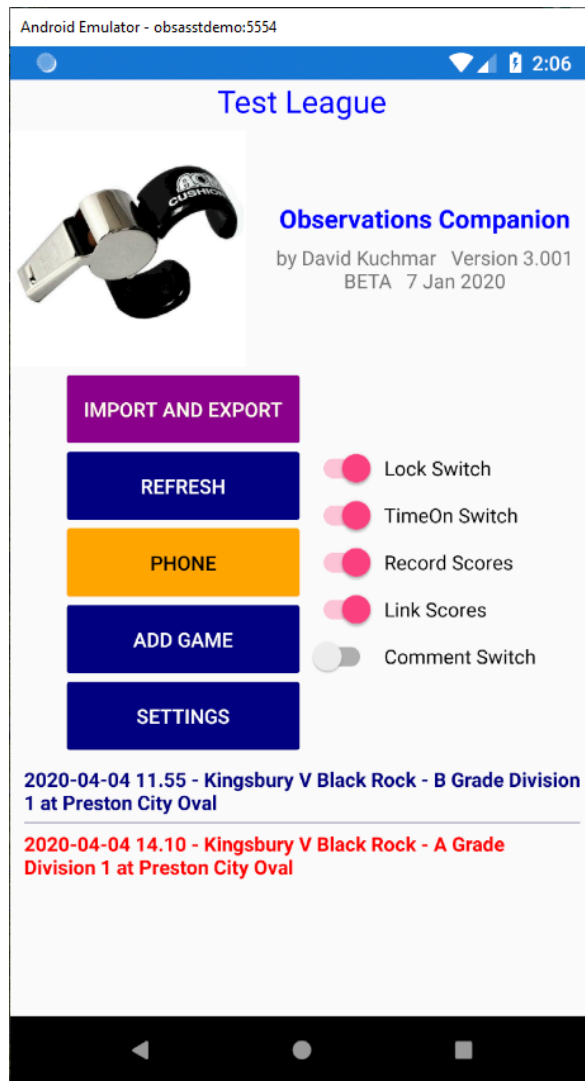 Android Emulator - obsasstdemo:5554
2:06
Test League
ACME
CUSHION
Observations Companion
by David Kuchmar Version 3.001
BETA 7 Jan 2020
IMPORT AND EXPORT
REFRESH
PHONE
ADD GAME
SETTINGS
Lock Switch
TimeOn Switch
Record Scores
Link Scores
Comment Switch
2020-04-04 11.55 - Kingsbury V Black Rock - B Grade Division
1 at Preston City Oval
2020-04-04 14.10 - Kingsbury V Black Rock - A Grade
Division 1 at Preston City Oval